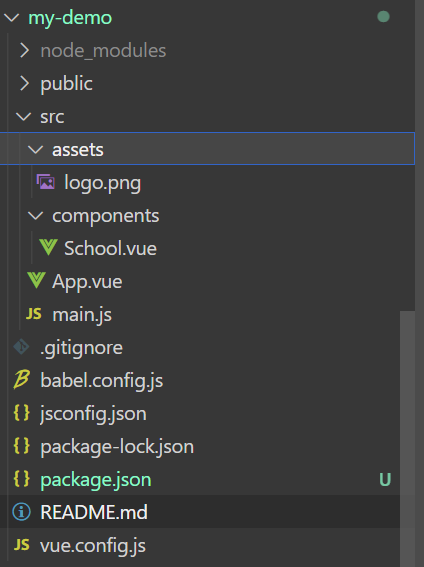 my-demo
node_modules
public
src
assets
logo.png
components
School.vue
App.vue
JS main.js
.gitignore
babel.config.js
{} jsconfig.json
{} package-lock.json
{} package.json U
README.md
JS vue.config.js